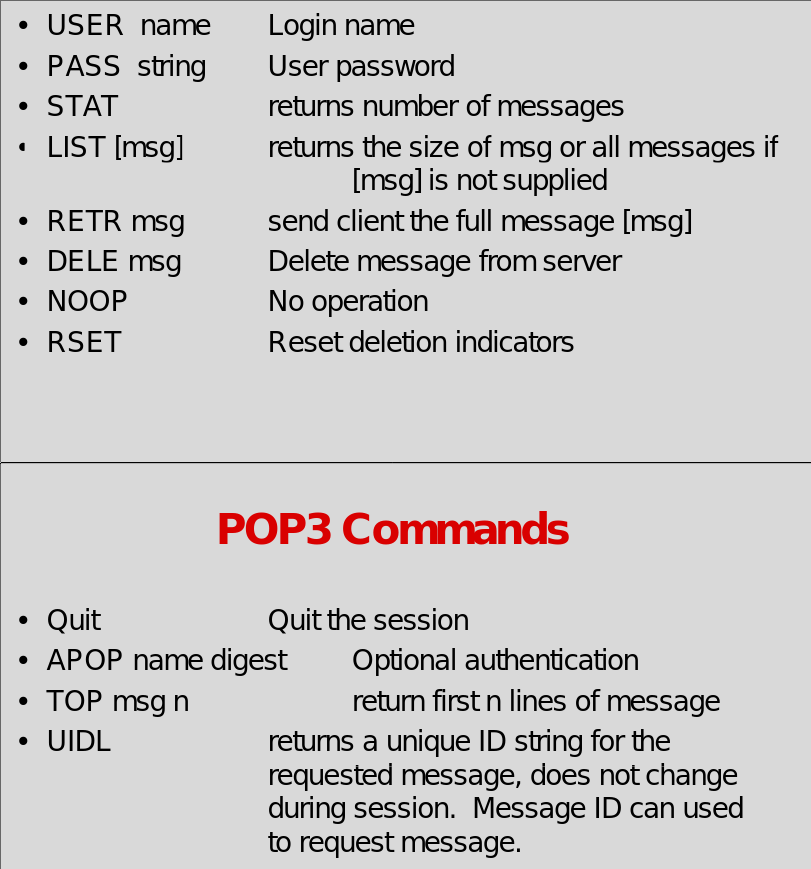 • USER name Login name
• PASS string User password
• STAT returns number of messages
• LIST [msg] returns the size of msg or all messages if
[msg] is not supplied
• RETR msg send client the full message [msg]
• DELE msg Delete message from server
• NOOP No operation
• RSET Reset deletion indicators
POP3 Commands
• Quit Quit the session
• APOP name digest Optional authentication
• TOP msg n return first n lines of message
• UIDL returns a unique ID string for the
requested message, does not change
during session. Message ID can used
to request message.